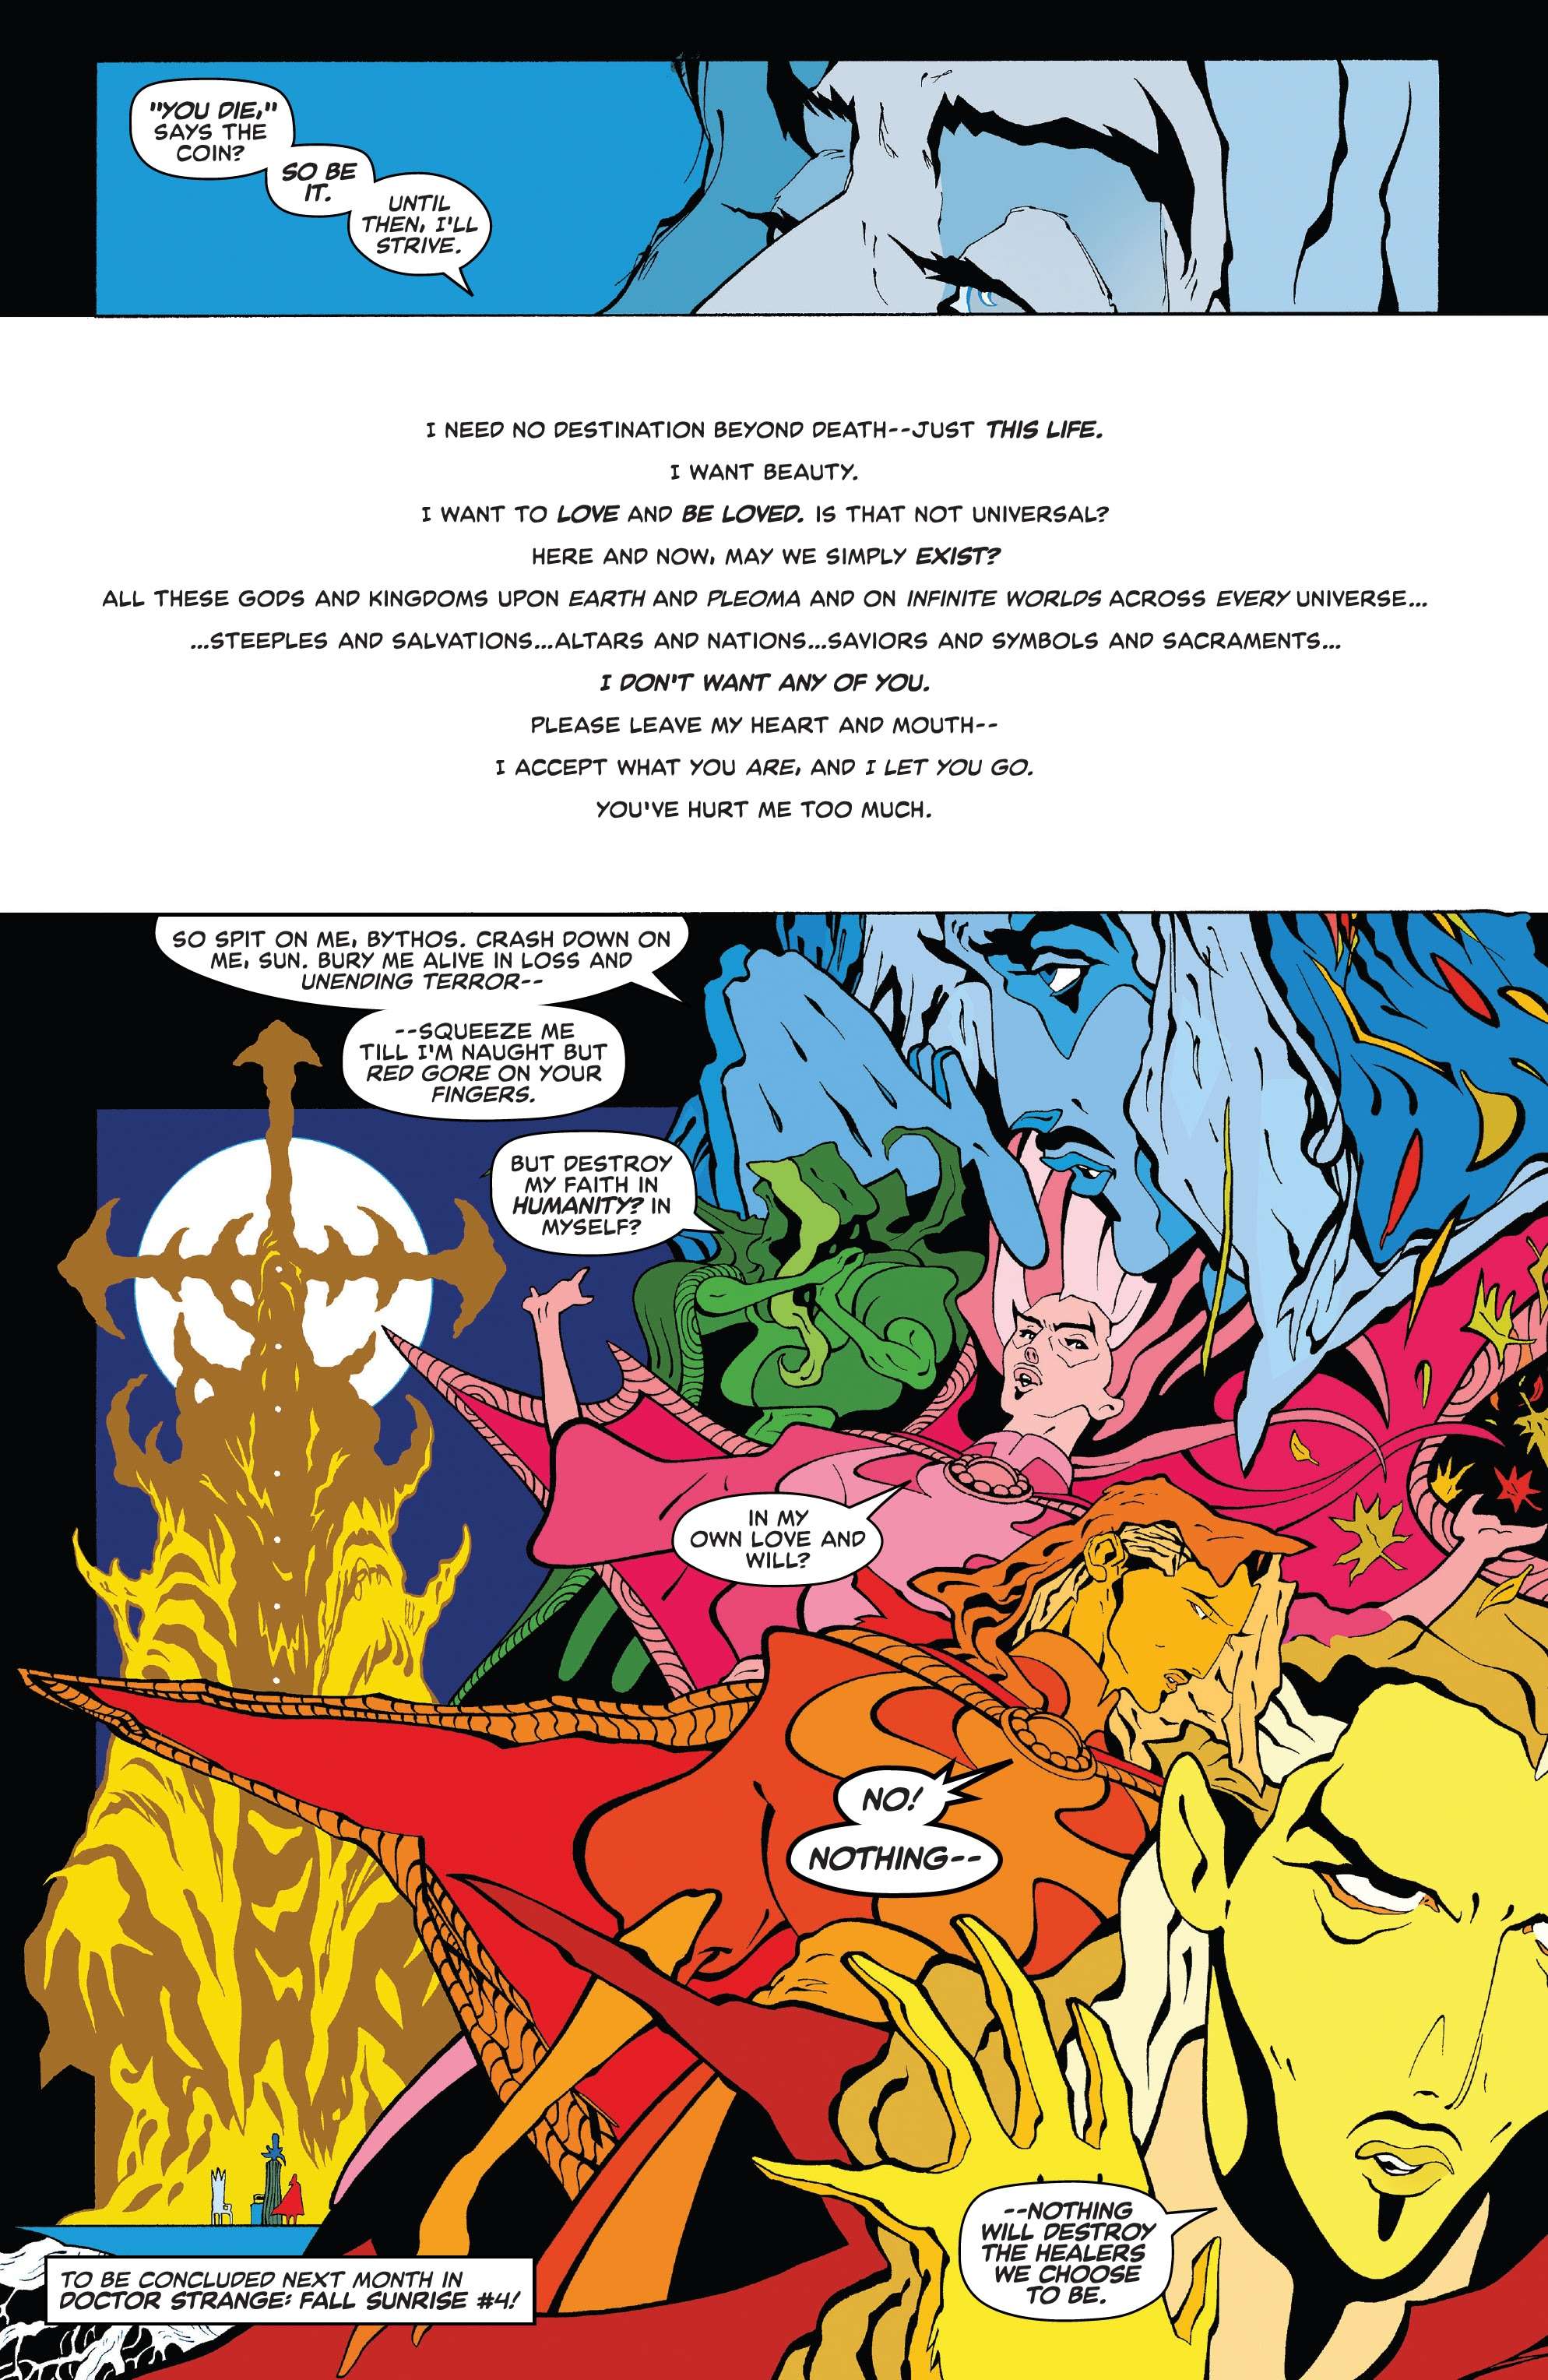 "YOU DIE,"
SAYS THE
COIN?
SO BE
IT.
UNTIL
THEN, I'LL
STRIVE.
I NEED NO DESTINATION BEYOND DEATH--JUST THIS LIFE.
I WANT BEAUTY.
I WANT TO LOVE AND BE LOVED. IS THAT NOT UNIVERSAL?
HERE AND NOW, MAY WE SIMPLY EXIST?
ALL THESE GODS AND KINGDOMS UPON EARTH AND PLEOMA AND ON INFINITE WORLDS ACROSS EVERY UNIVERSE...
...STEEPLES AND SALVATIONS...ALTARS AND NATIONS...SAVIORS AND SYMBOLS AND SACRAMENTS...
I DON'T WANT ANY OF YOU.
PLEASE LEAVE MY HEART AND MOUTH--
I ACCEPT WHAT YOU ARE, AND I LET YOU GO.
YOU'VE HURT ME TOO MUCH.
SO SPIT ON ME, BYTHOS. CRASH DOWN ON
ME, SUN. BURY ME ALIVE IN LOSS AND
UNENDING TERROR--
--SQUEEZE ME
TILL I'M NAUGHT BUT
RED GORE ON YOUR
FINGERS.
BUT DESTROY
MY FAITH IN
HUMANITY? IN
MYSELF?
IN MY
OWN LOVE AND
WILL?
NO!
NOTHING--
--NOTHING
WILL DESTROY
THE HEALERS
WE CHOOSE
TO BE.
TO BE CONCLUDED NEXT MONTH IN
DOCTOR STRANGE: FALL SUNRISE #4!